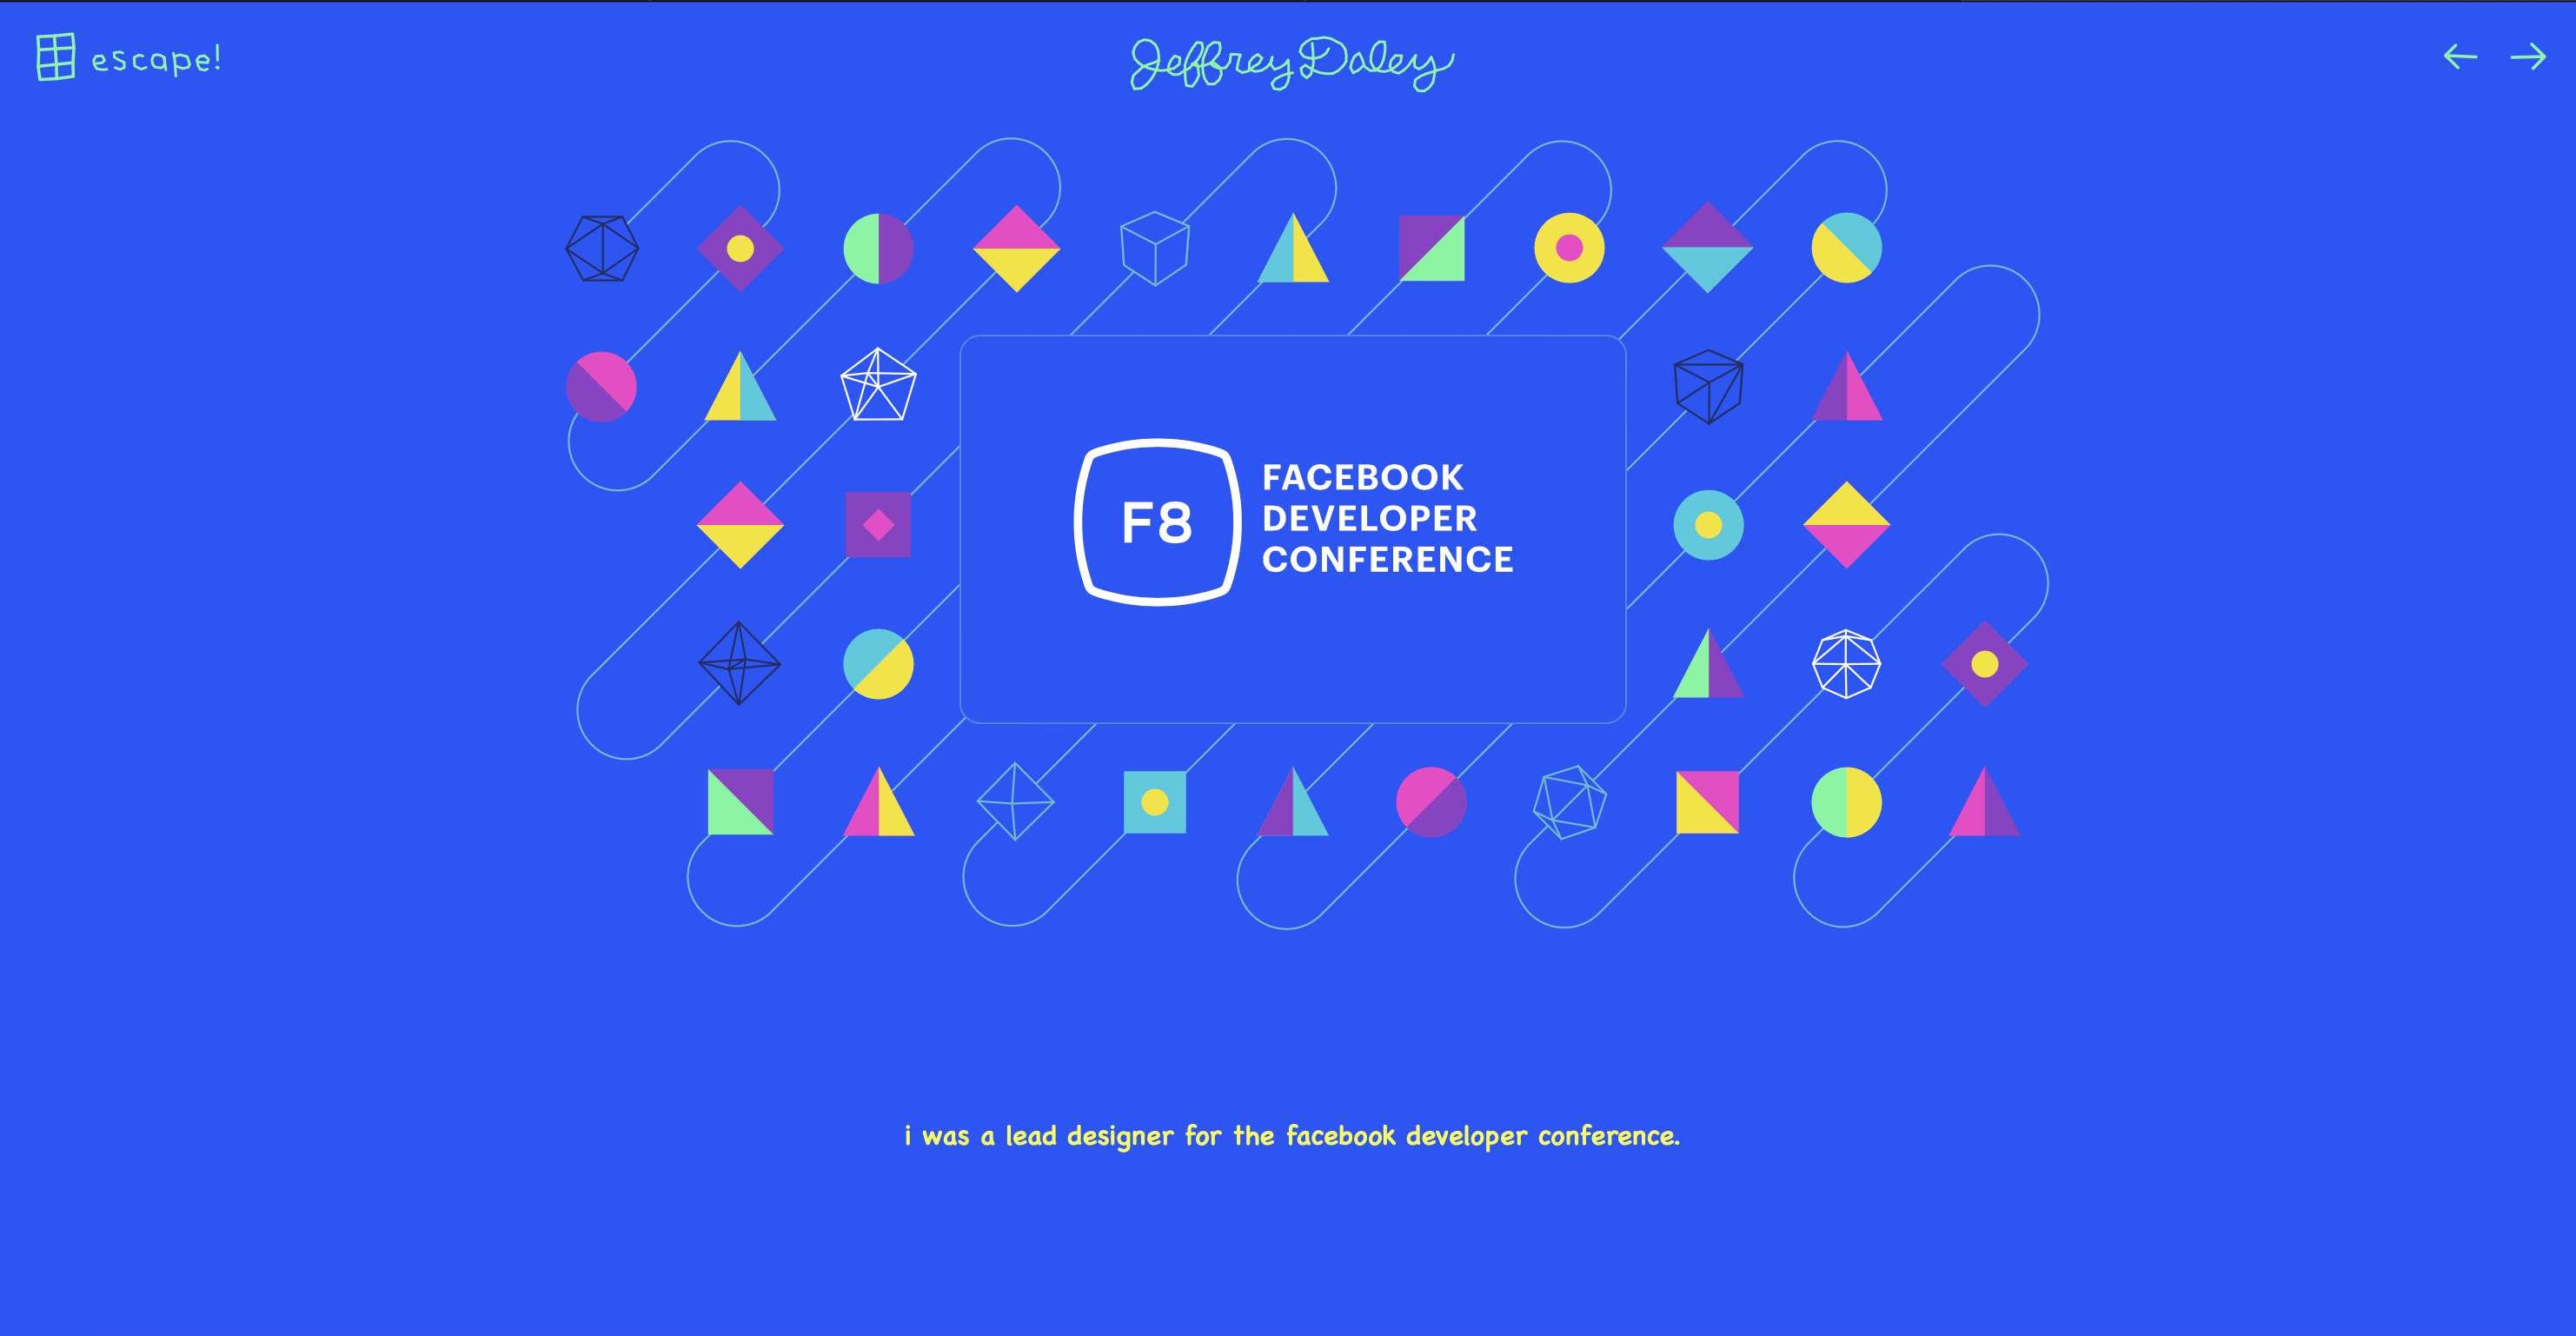 escape!
Jeffrey Daley
F8
FACEBOOK
DEVELOPER
CONFERENCE
i was a lead designer for the facebook developer conference.